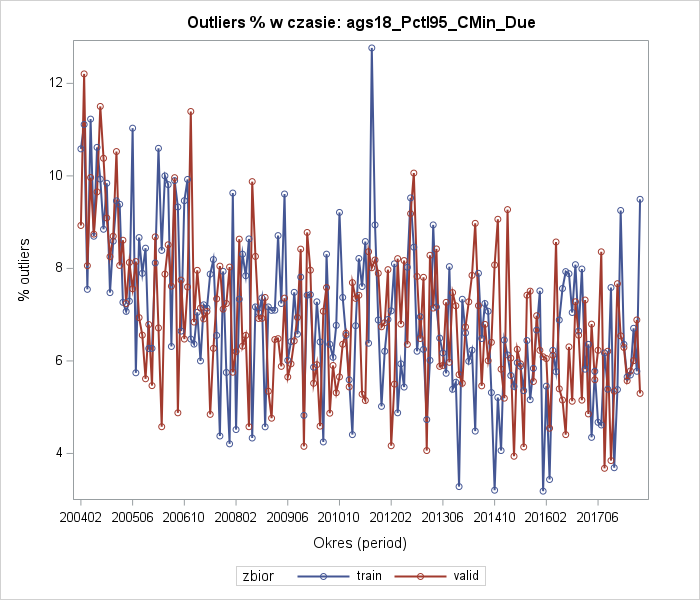 Outliers % w czasie: ags18_Pctl95_CMin_Due
% outliers
12
10
8
6
4
200402 200506 200610 200802 200906 201010 201202 201306 201410 201602 201706
Okres (period)
zbior train valid